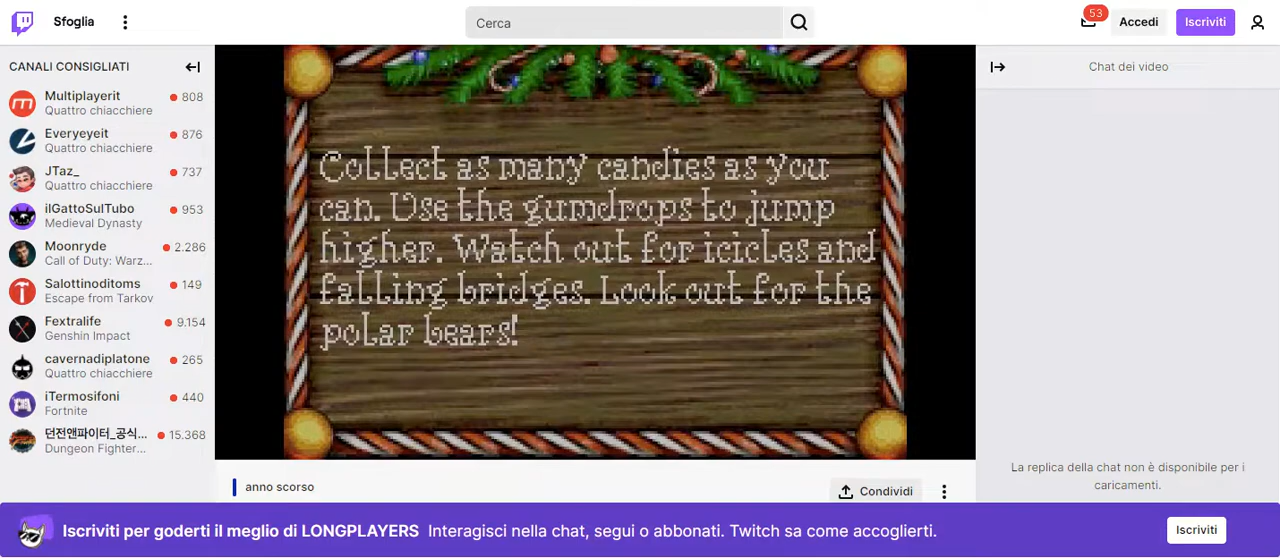 Sfoglia
Cerca
53
Accedi
Iscriviti
CANALI CONSIGLIATI
Multiplayerit
808
Quattro chiacchiere
Everyeyeit
876
Quattro chiacchiere
JTaz_
737
Quattro chiacchiere
ilGattoSulTubo
953
Medieval Dynasty
Moonryde
2.286
Call of Duty: Warz...
Salottinoditoms
149
Escape from Tarkov
Fextralife
9.154
Genshin Impact
cavernadiplatone
265
Quattro chiacchiere
iTermosifoni
440
Fortnite
던전앤파이터_공식...
15.368
Dungeon Fighter...
Collect as many candies as you
can. Use the gumdrops to jump
higher. Watch out for icicles and
falling bridges. Look out for the
polar bears!
anno scorso
Condividi
Chat dei video
La replica della chat non è disponibile per i
caricamenti.
Iscriviti per goderti il meglio di LONGPLAYERS Interagisci nella chat, segui o abbonati. Twitch sa come accoglierti.
Iscriviti